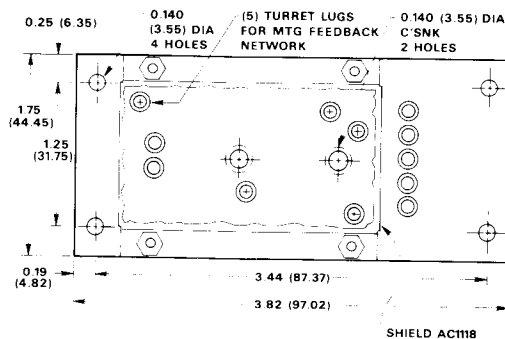 0.25 (6.35)
0.140
(3.55) DIA
4 HOLES
(5) TURRET LUGS
FOR MTG FEEDBACK
NETWORK
0.140 (3.55) DIA
C'SNK
2 HOLES
1.75
(44.45)
1.25
(31.75)
0.19
(4.82)
3.44 (87.37)
3.82 (97.02)
SHIELD AC1118